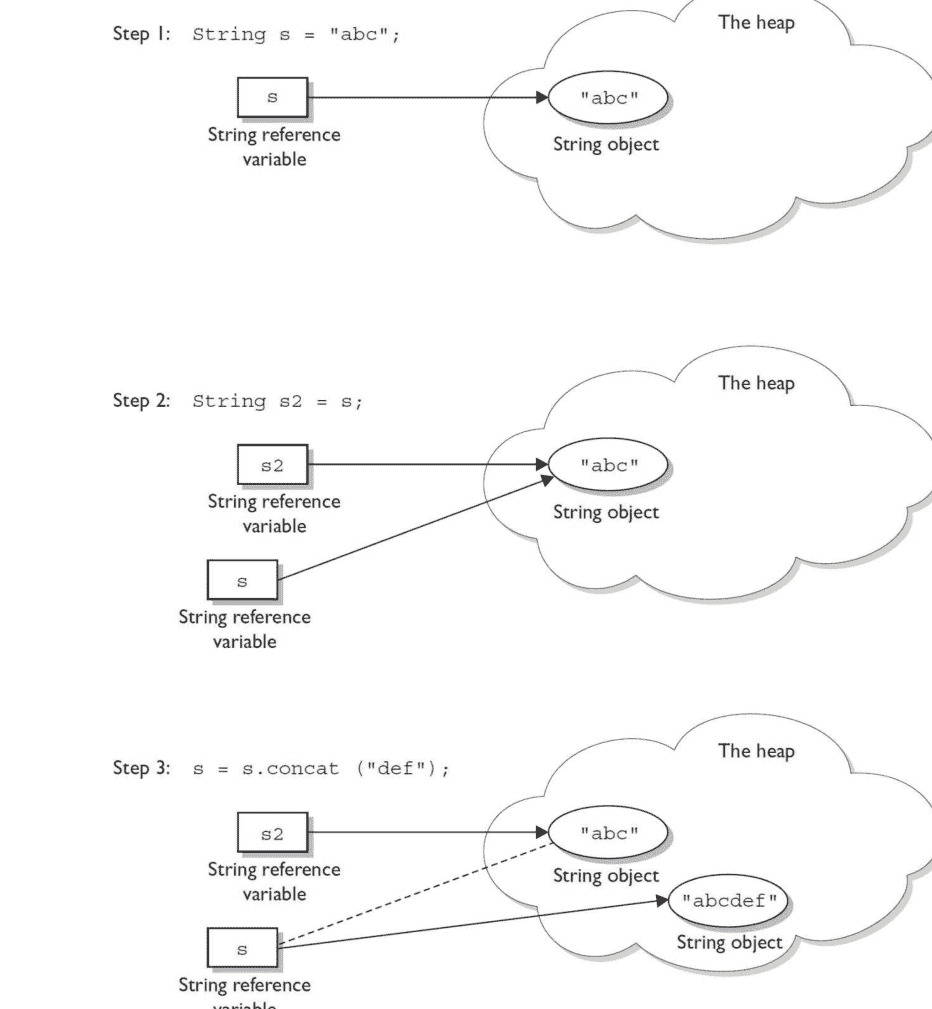 The heap
Step 1: String s = "abc";
s
"abc"
String reference
variable
String object
The heap
Step 2: String s2 = s;
s2
"abc"
String reference
variable
String object
s
String reference
variable
The heap
Step 3: s = s.concat ("def");
s2
"abc"
String reference
variable
String object
"abcdef"
String object
s
String reference
variable